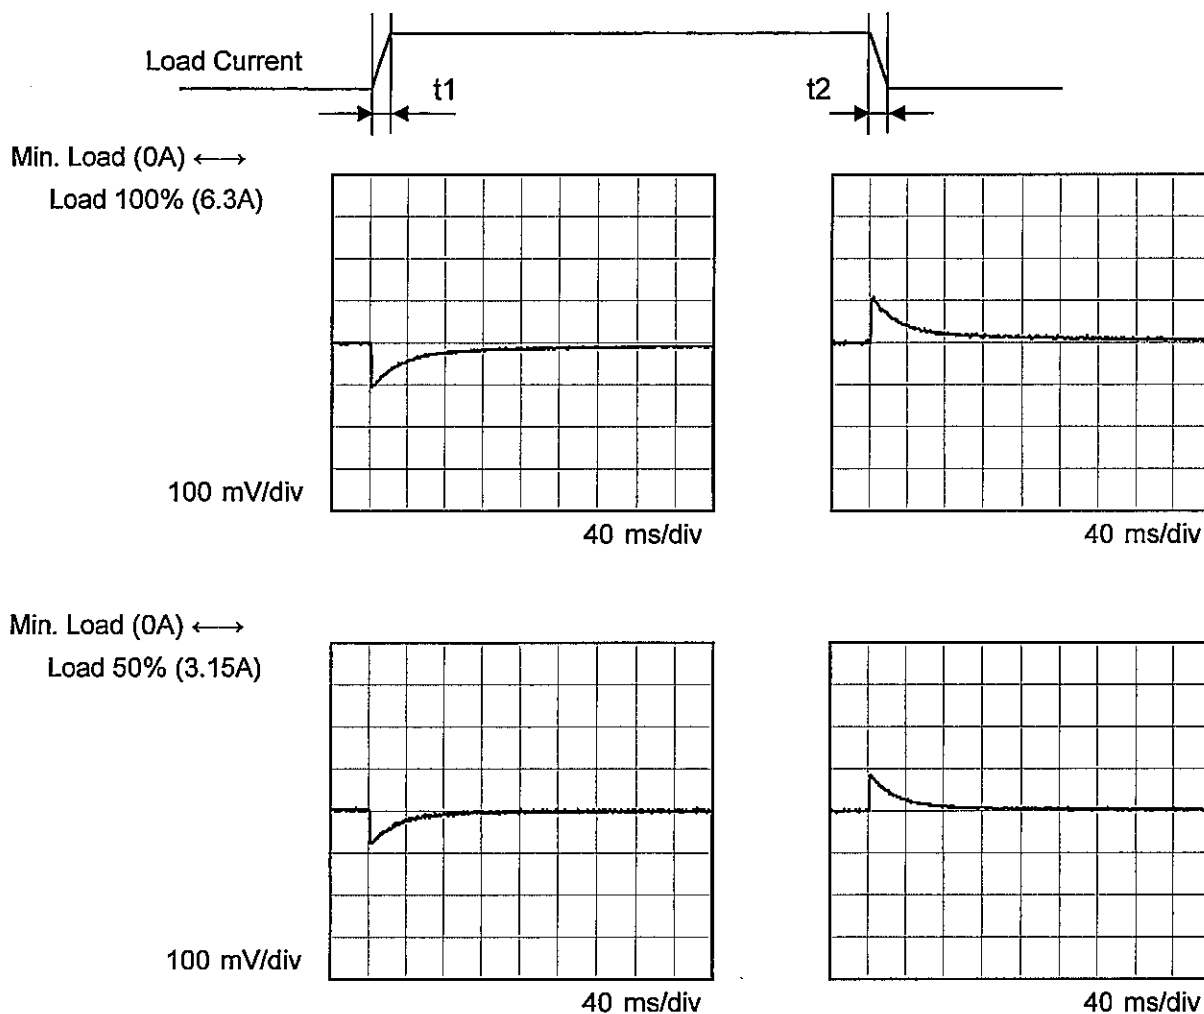 Load Current
t1
t2
Min. Load (0A) ←→
Load 100% (6.3A)
100 mV/div
40 ms/div
40 ms/div
Min. Load (0A) ←→
Load 50% (3.15A)
100 mV/div
40 ms/div
40 ms/div